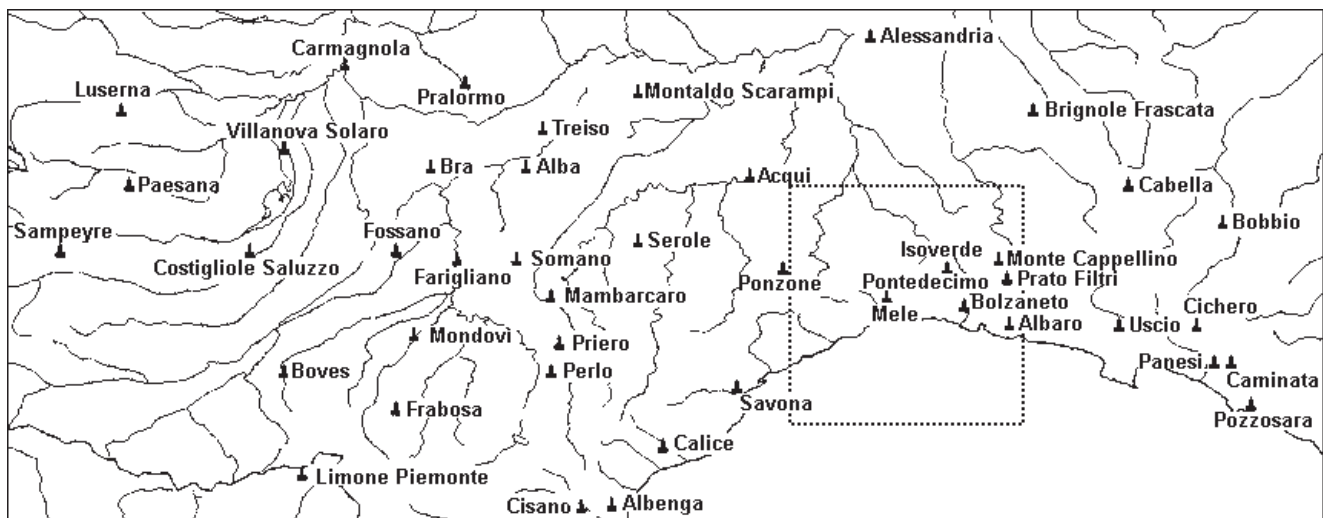 Alessandria
Carmagnola
Luserna
Pralormo
Montaldo Scarampi
Brignole Frascata
Villanova Solaro
Treiso
Bra
Alba
Acqui
Paesana
Cabella
Sampeyre
Fossano
Serole
Bobbio
Isoverde
Costigliole Saluzzo
Farigliano
Somano
Ponzone
Monte Cappellino
Pontedecimo
Prato Filtri
Mambarcaro
Bolzaneto
Cichero
Mele
Albaro
Uscio
Mondovì
Priero
Boves
Perlo
Panesi
Caminata
Frabosa
Savona
Pozzosara
Calice
Limone Piemonte
Cisano
Albenga